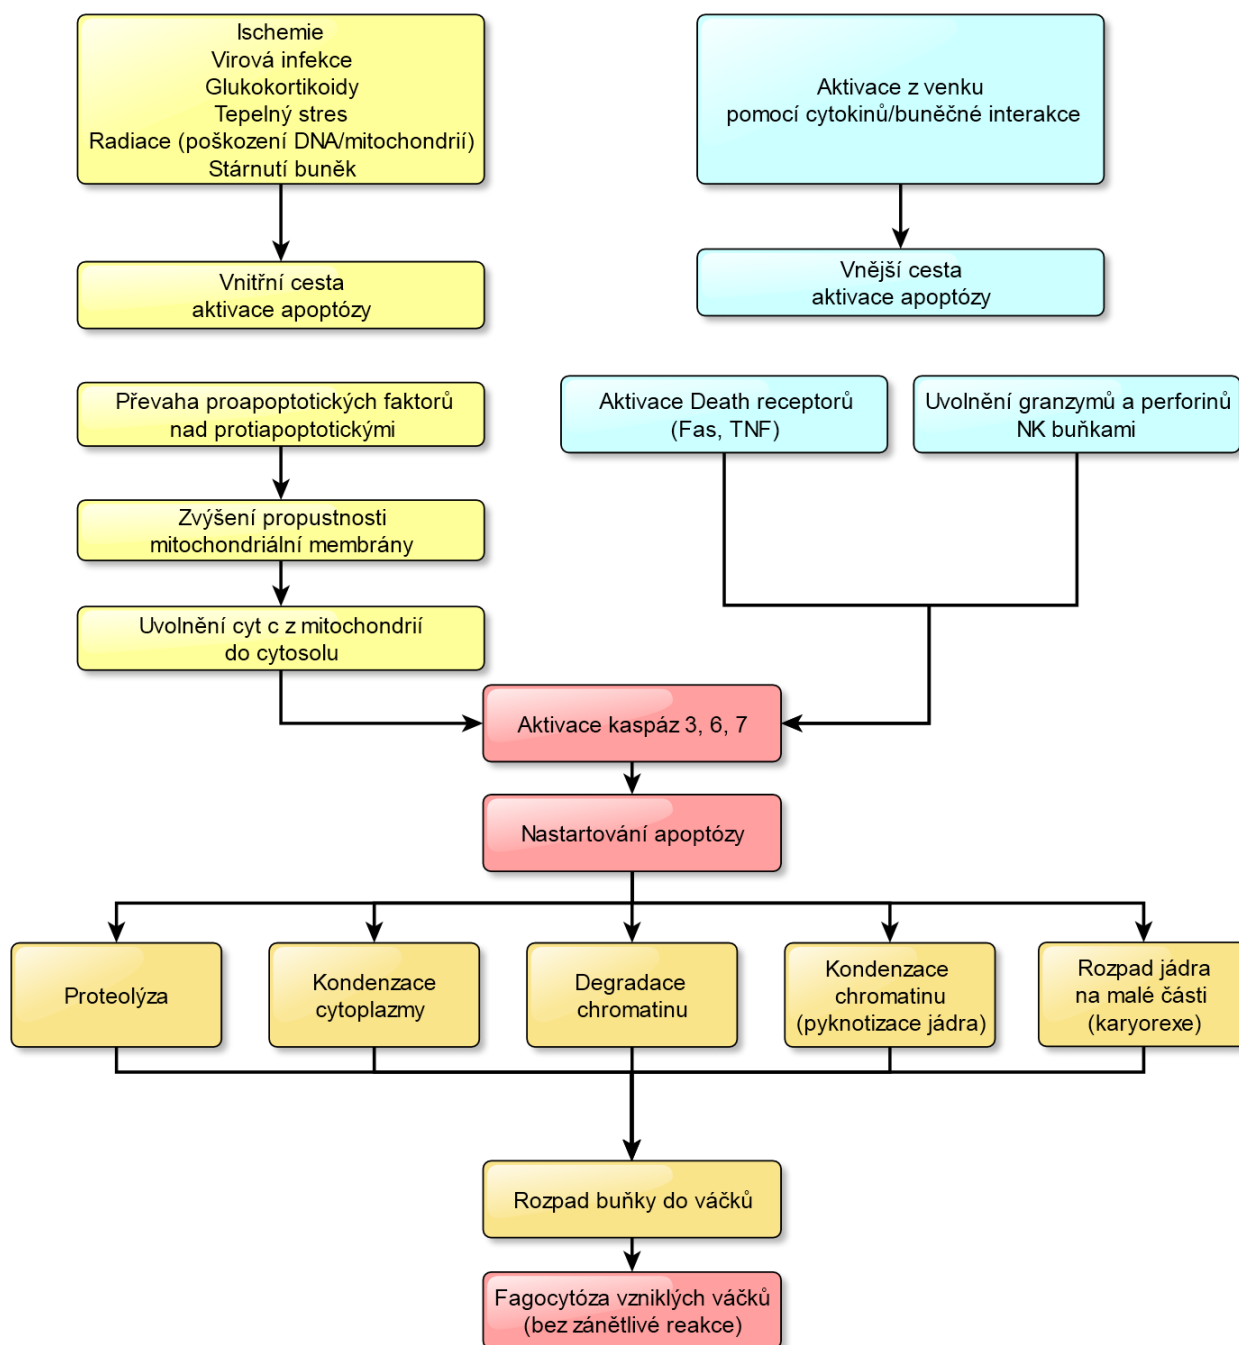 Ischemie
Virová infekce
Glukokortikoidy
Tepelný stres
Radiace (poškození DNA/mitochondrií)
Stárnutí buněk
Aktivace z venku
pomocí cytokinů/buněčné interakce
Vnitřní cesta
aktivace apoptózy
Vnější cesta
aktivace apoptózy
Převaha proapoptotických faktorů
nad protiapoptotickými
Aktivace Death receptorů
(Fas, TNF)
Uvolnění granzymů a perforinů
NK buňkami
Zvýšení propustnosti
mitochondriální membrány
Uvolnění cyt c z mitochondrií
do cytosolu
Aktivace kaspáz 3, 6, 7
Nastartování apoptózy
Proteolýza
Kondenzace
cytoplazmy
Degradace
chromatinu
Kondenzace
chromatinu
(pyknotizace jádra)
Rozpad jádra
na malé části
(karyorexe)
Rozpad buňky do váčků
Fagocytóza vzniklých váčků
(bez zánětlivé reakce)